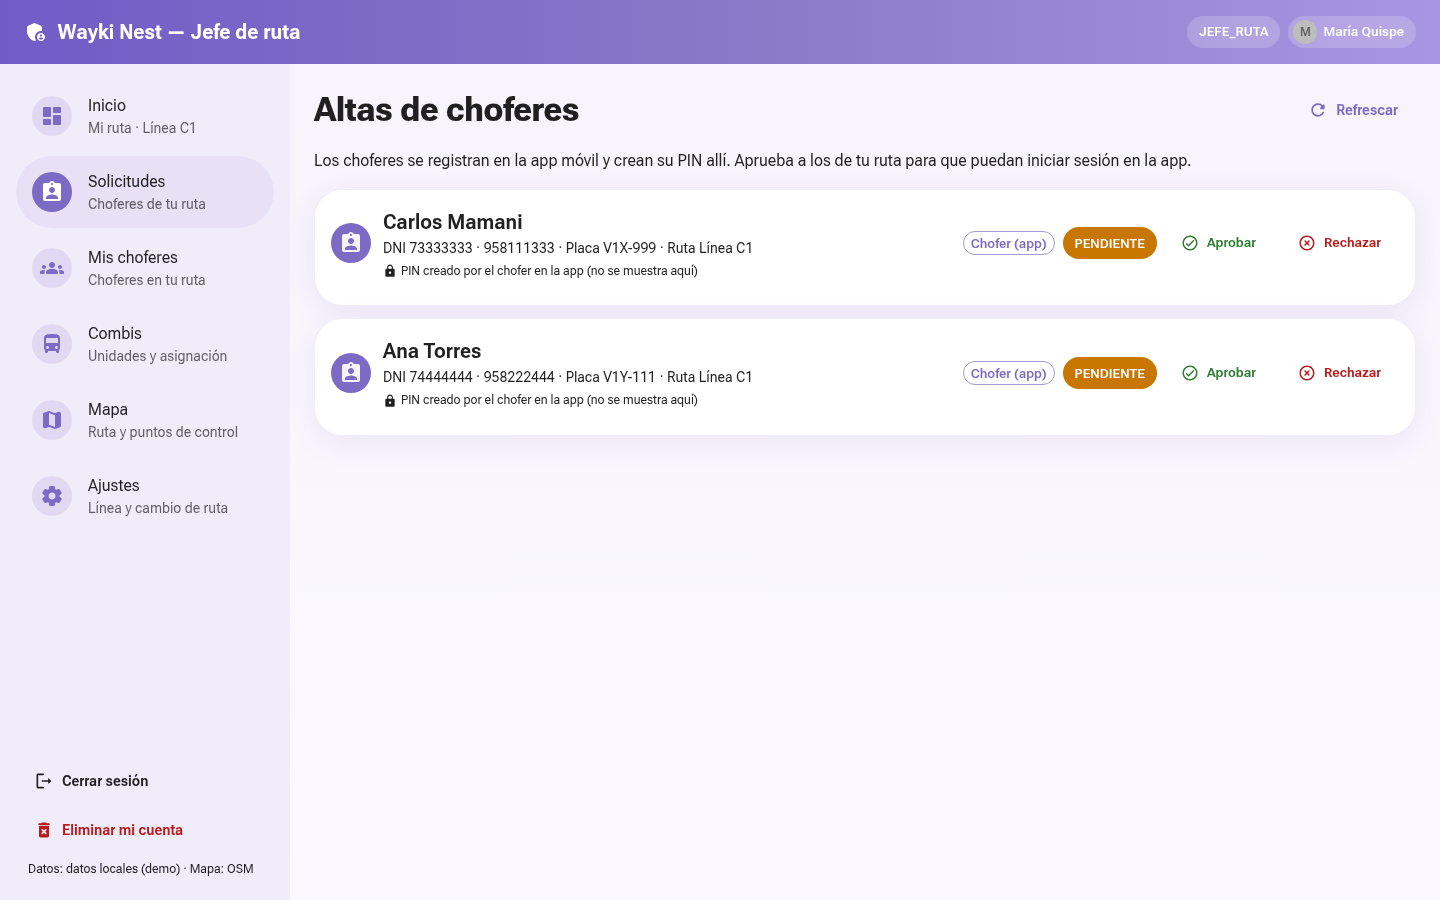 Wayki Nest — Jefe de ruta
JEFE_RUTA
M
María Quispe
Inicio
Mi ruta · Línea C1
Solicitudes
Choferes de tu ruta
Mis choferes
Choferes en tu ruta
Combis
Unidades y asignación
Mapa
Ruta y puntos de control
Ajustes
Línea y cambio de ruta
Cerrar sesión
Eliminar mi cuenta
Datos: datos locales (demo) · Mapa: OSM
Altas de choferes
Refrescar
Los choferes se registran en la app móvil y crean su PIN allí. Aprueba a los de tu ruta para que puedan iniciar sesión en la app.
Carlos Mamani
DNI 73333333 · 958111333 · Placa V1X-999 · Ruta Línea C1
PIN creado por el chofer en la app (no se muestra aquí)
Chofer (app)
PENDIENTE
Aprobar
Rechazar
Ana Torres
DNI 74444444 · 958222444 · Placa V1Y-111 · Ruta Línea C1
PIN creado por el chofer en la app (no se muestra aquí)
Chofer (app)
PENDIENTE
Aprobar
Rechazar